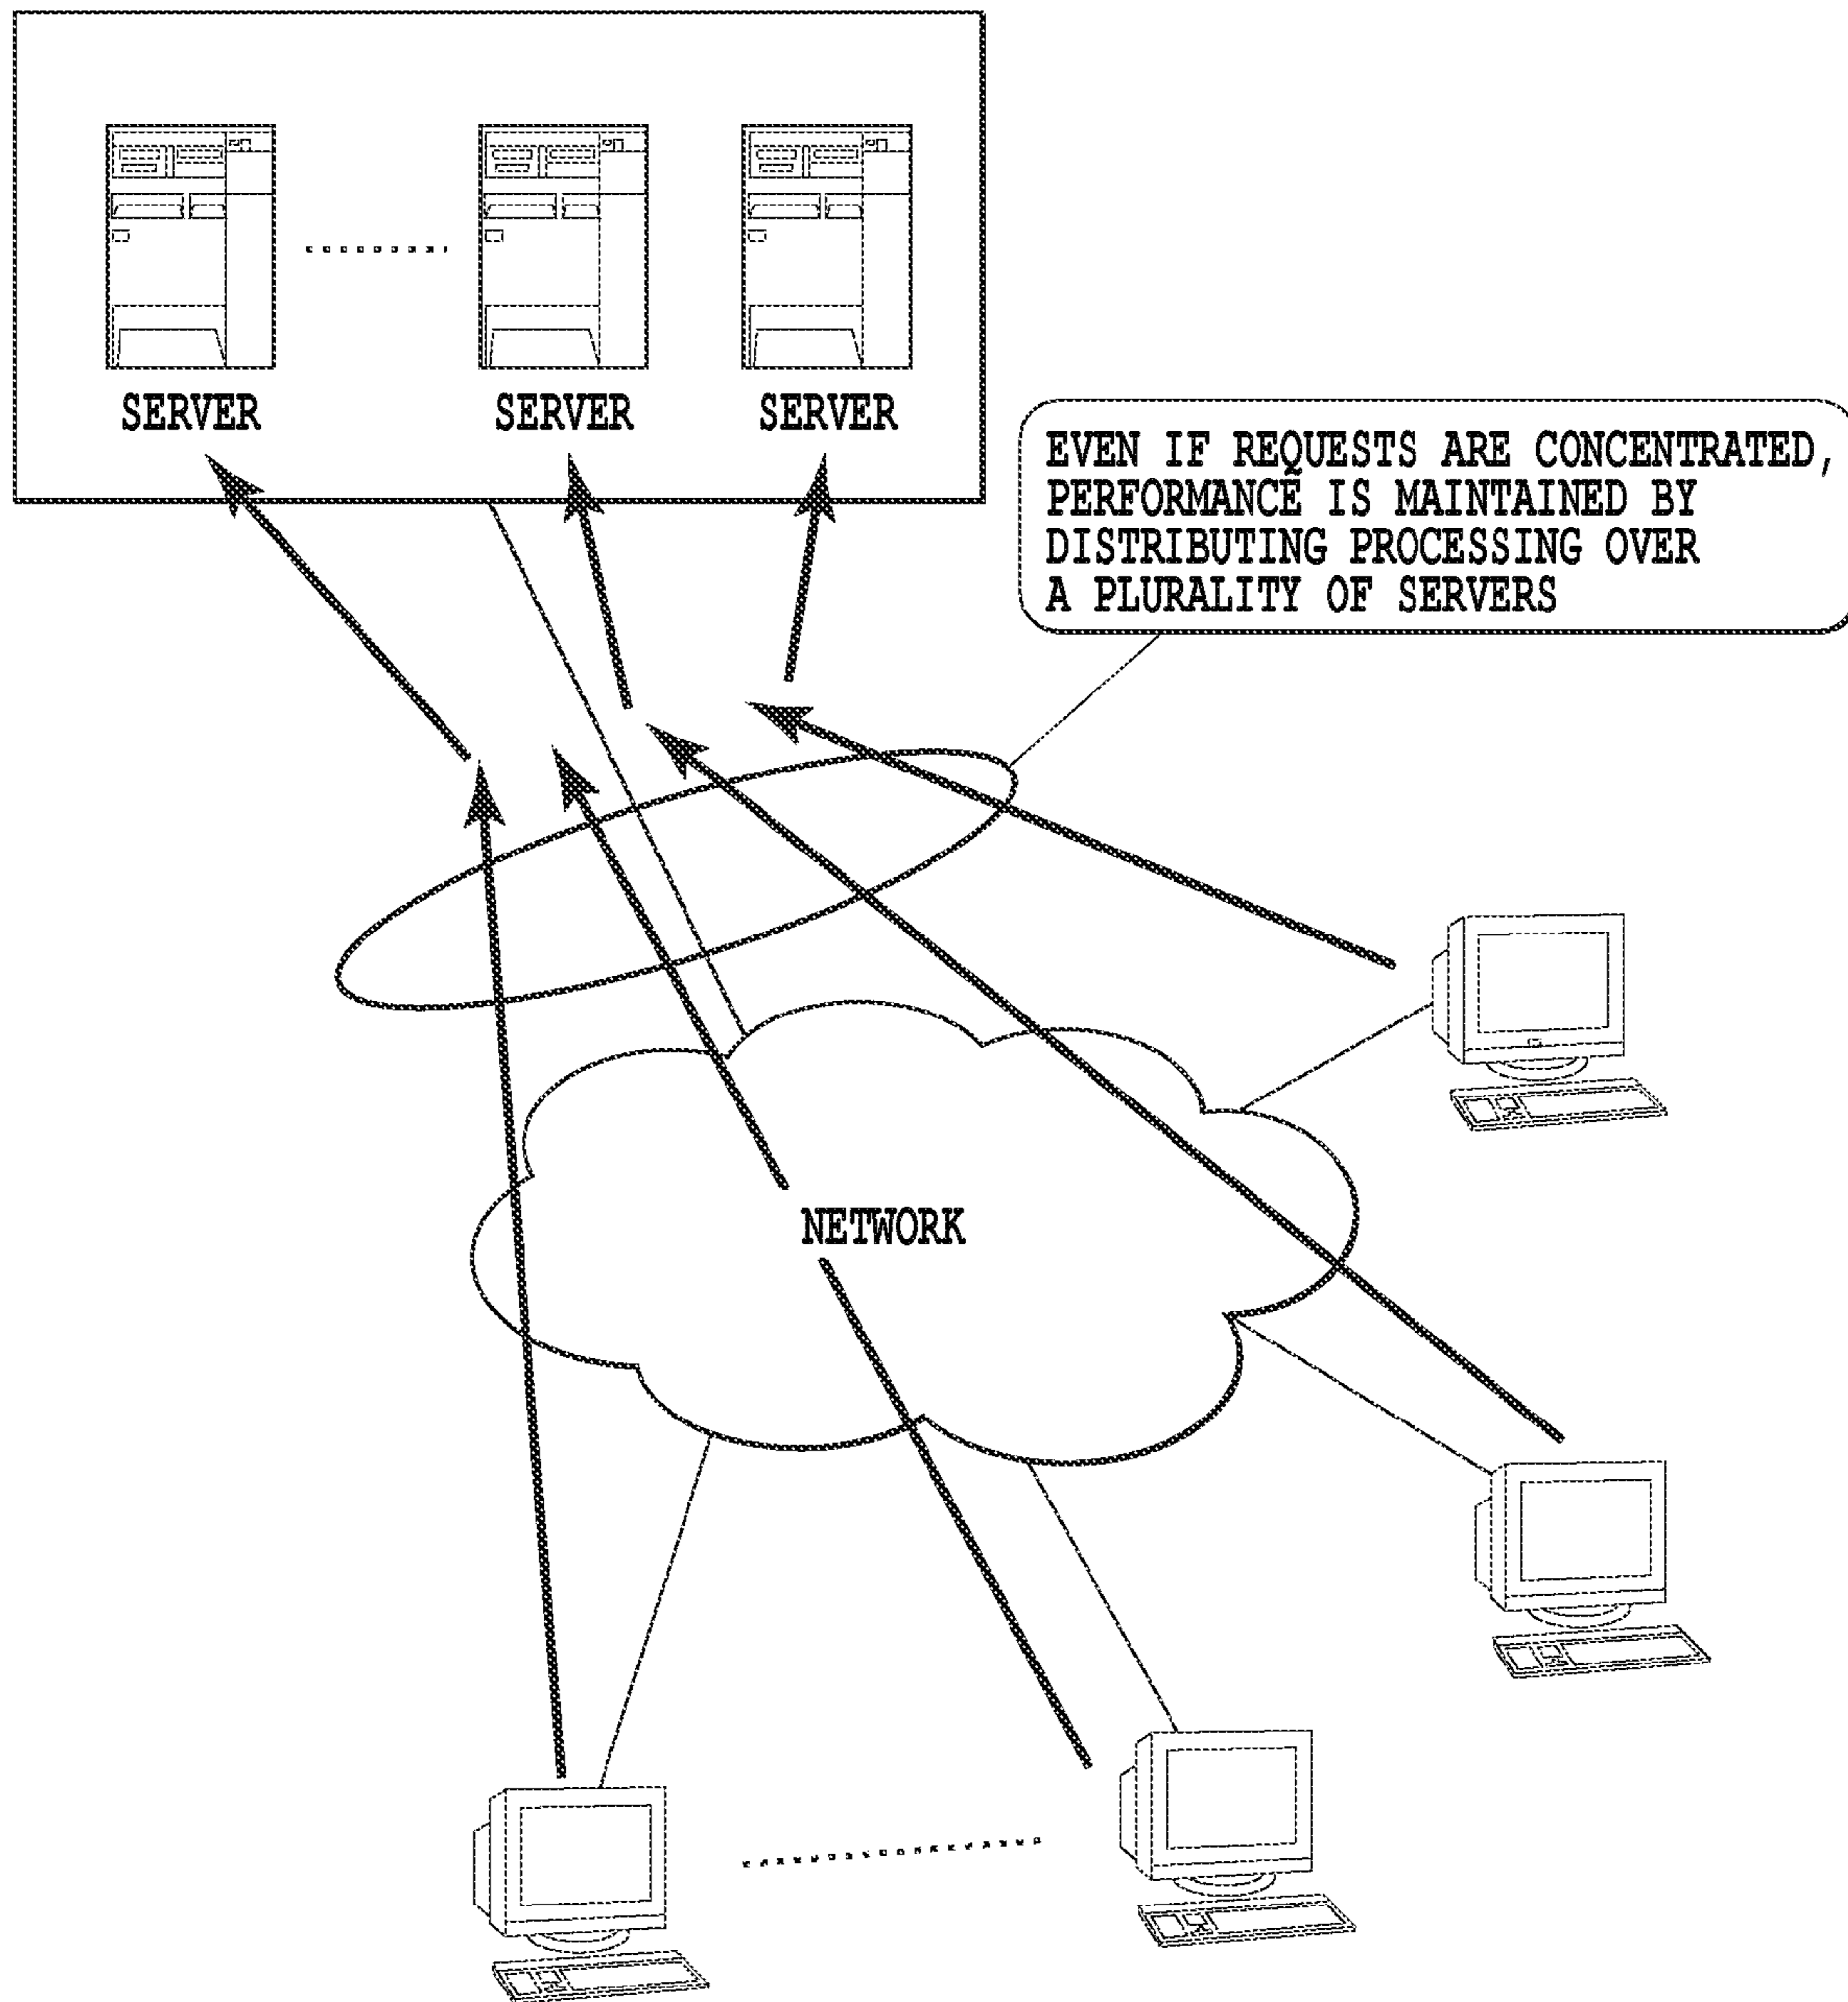 SERVER
SERVER
SERVER
EVEN IF REQUESTS ARE CONCENTRATED,
PERFORMANCE IS MAINTAINED BY
DISTRIBUTING PROCESSING OVER
A PLURALITY OF SERVERS
NETWORK